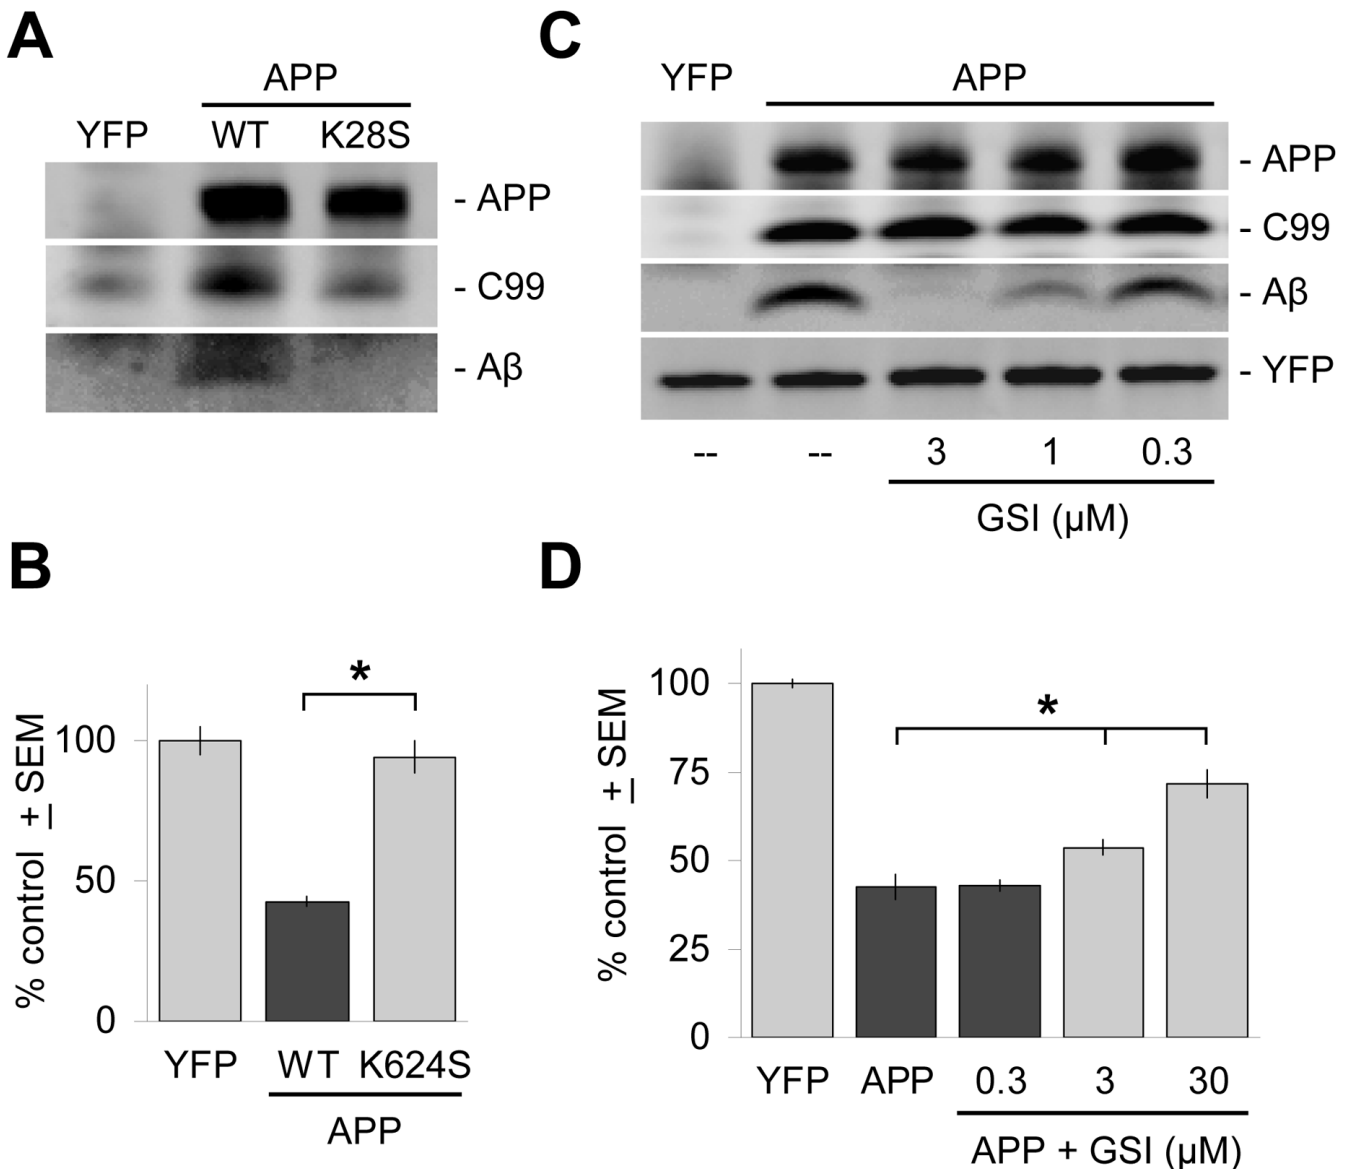 A
APP
YFP WT K28S
- APP
- C99
- Aβ
C
YFP APP
- APP
- C99
- Aβ
- YFP
-- -- 3 1 0.3
GSI (µM)
B
*
% control ± SEM
100
50
0
YFP WT K624S
APP
D
*
% control ± SEM
100
75
50
25
0
YFP APP 0.3 3 30
APP + GSI (µM)